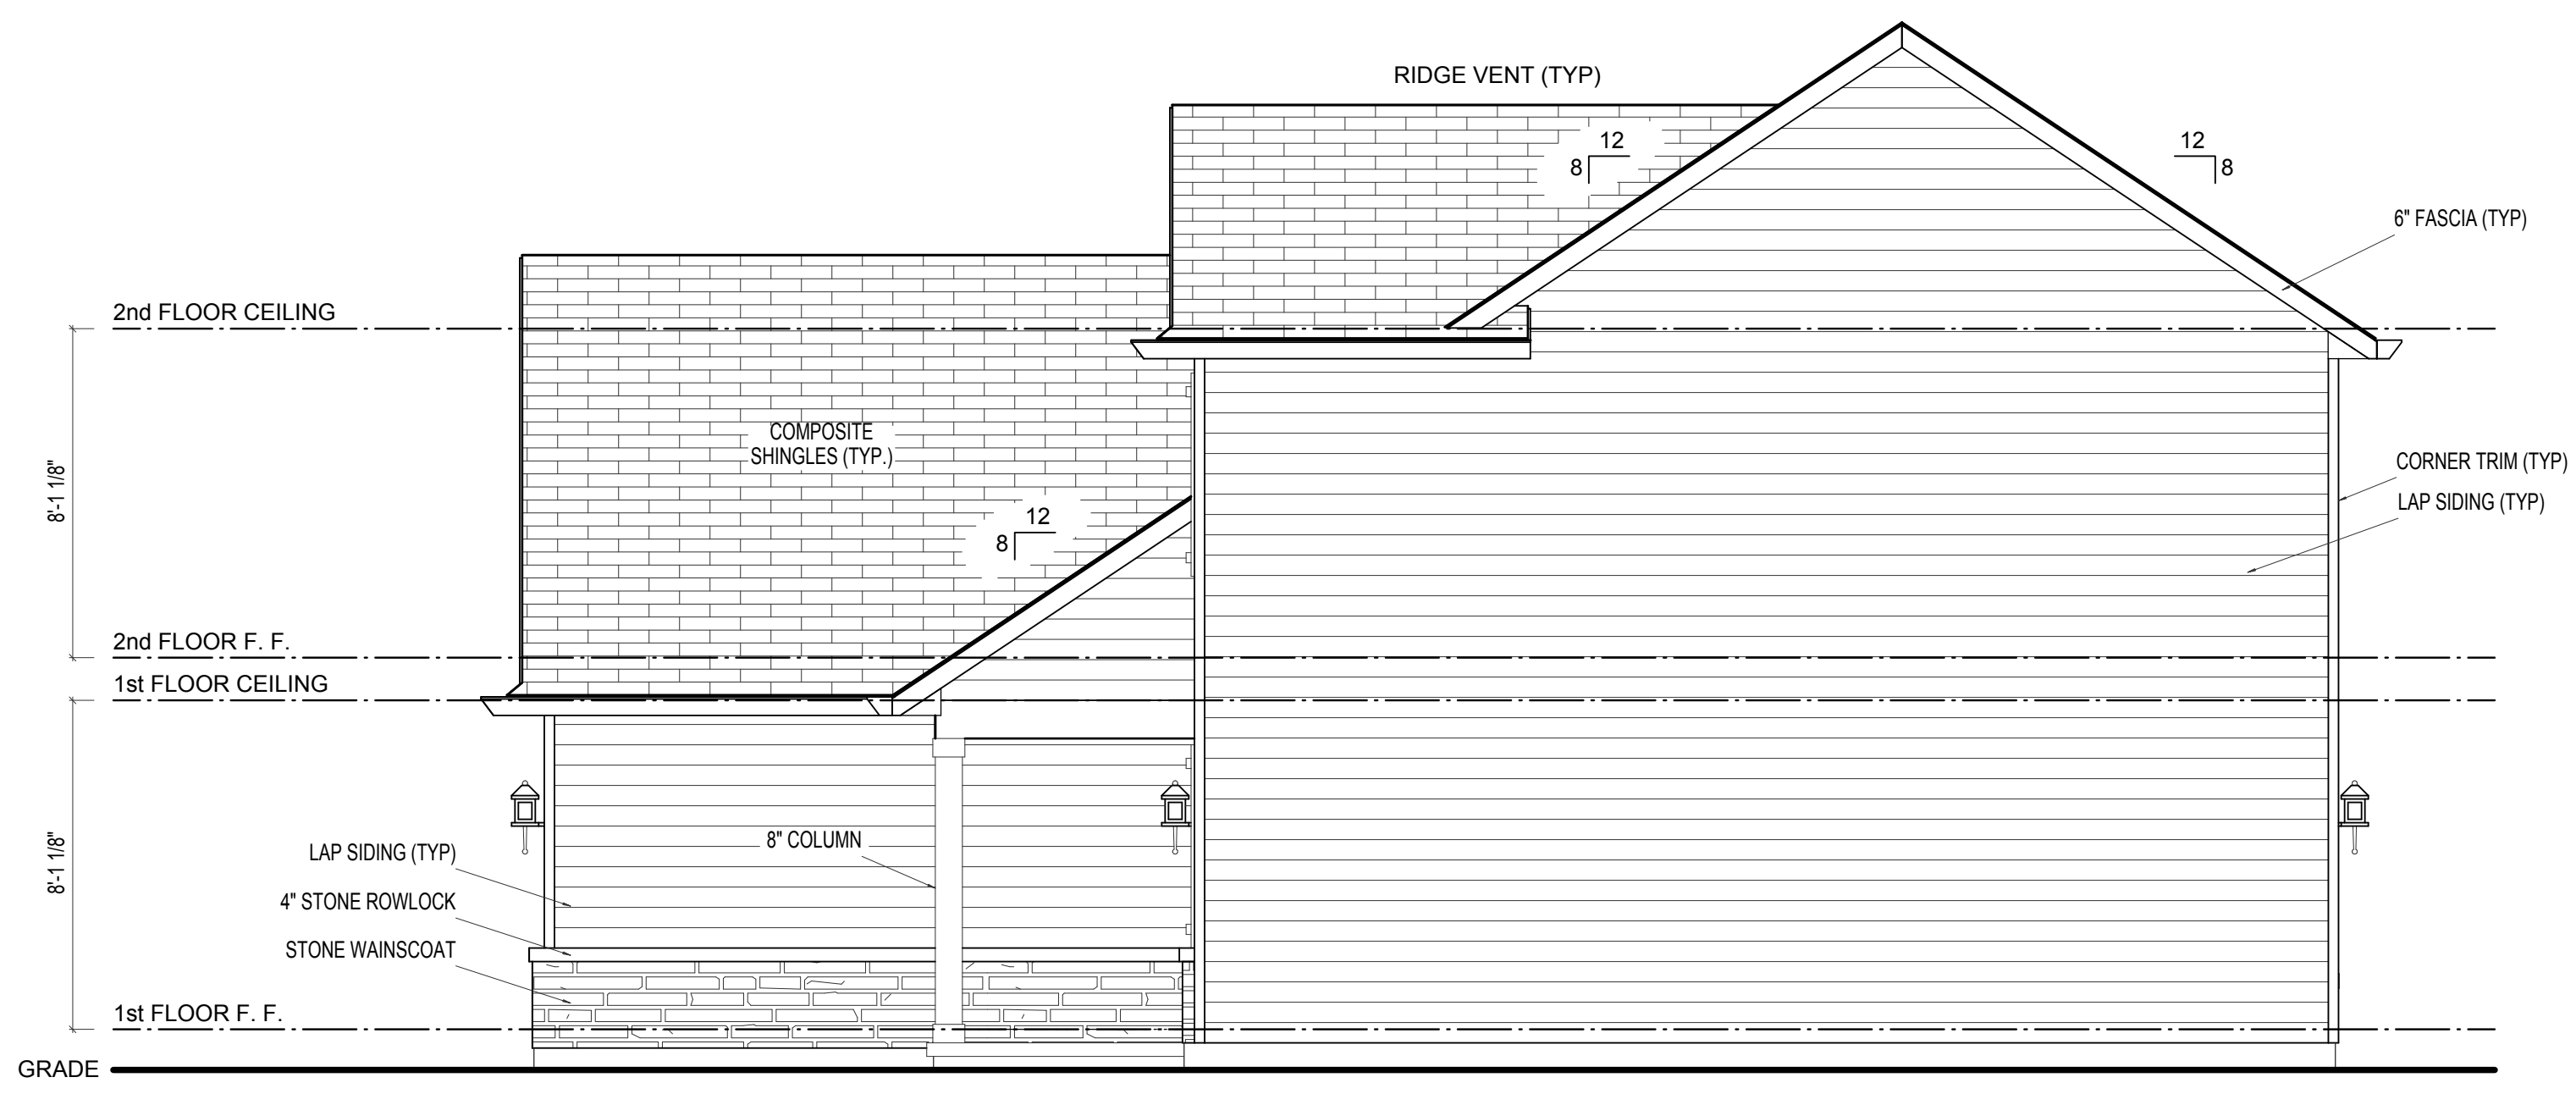 RIDGE VENT (TYP)
12
8
12
8
6" FASCIA (TYP)
2nd FLOOR CEILING
8'-1 1/8"
COMPOSITE
SHINGLES (TYP.)
CORNER TRIM (TYP)
LAP SIDING (TYP)
12
8
2nd FLOOR F. F.
1st FLOOR CEILING
8'-1 1/8"
8" COLUMN
LAP SIDING (TYP)
4" STONE ROWLOCK
STONE WAINSCOAT
1st FLOOR F. F.
GRADE